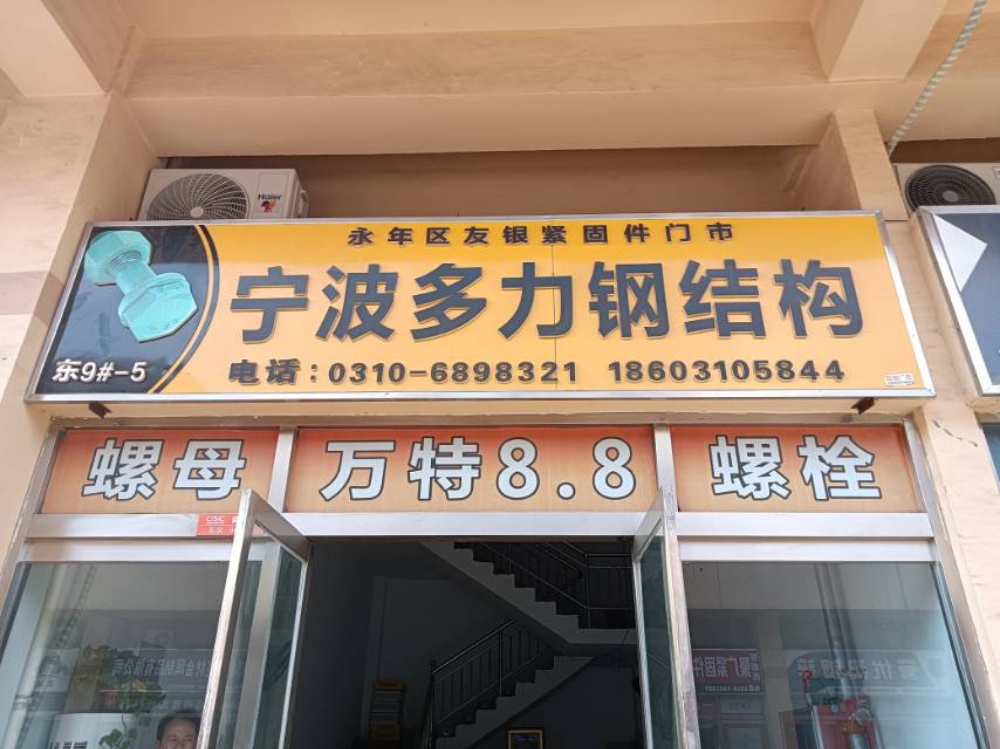 Haier
永年区友银紧固件门市
宁波多力钢结构
东9#-5
电话：0310-6898321 18603105844
螺母 万特8.8 螺栓